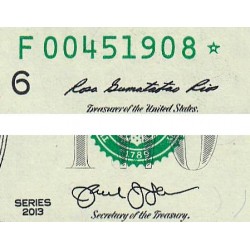 F 00451908 ★
6
Rosa Gumataotao Rios
Treasurer of the United States.
1789
SERIES
2013
Secretary of the Treasury.